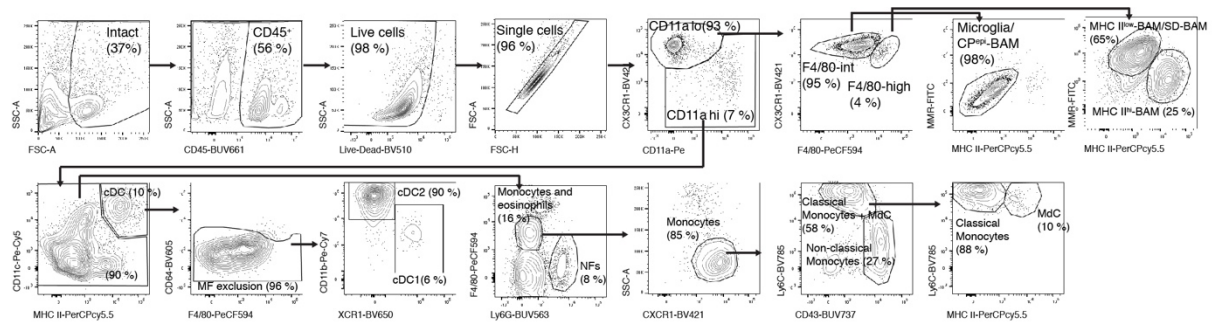 Intact
(37%)
SSC-A
FSC-A
CD45+
(56 %)
SSC-A
CD45-BUV661
Live cells
(98 %)
SSC-A
Live-Dead-BV510
Single cells
(96 %)
FSC-A
FSC-H
CD11a lo(93 %)
CD11a hi (7 %)
CX3CR1-BV42
CD11a-Pe
F4/80-int
(95 %)
F4/80-high
(4 %)
CX3CR1-BV421
F4/80-PeCF594
Microglia/
CPepi-BAM
(98%)
MMR-FITC
MHC II-PerCPcy5.5
MHC IIlow-BAM/SD-BAM
(65%)
MHC IIhi-BAM (25 %)
MMR-FITC
MHC II-PerCPcy5.5
cDC (10 %)
(90 %)
CD11c-Pe-Cy5
MHC II-PerCPcy5.5
MF exclusion (96 %)
CD64-BV605
F4/80-PeCF594
cDC2 (90 %)
cDC1(6 %)
CD11b-Pe-Cy7
XCR1-BV650
Monocytes and
eosinophils
(16 %)
NFs
(8 %)
F4/80-PeCF594
Ly6G-BUV563
Monocytes
(85 %)
SSC-A
CXCR1-BV421
Classical
Monocytes + MdC
(58 %)
Non-classical
Monocytes (27 %)
Ly6C-BV785
CD43-BUV737
MdC
(10 %)
Classical
Monocytes
(88 %)
Ly6C-BV785
MHC II-PerCPcy5.5